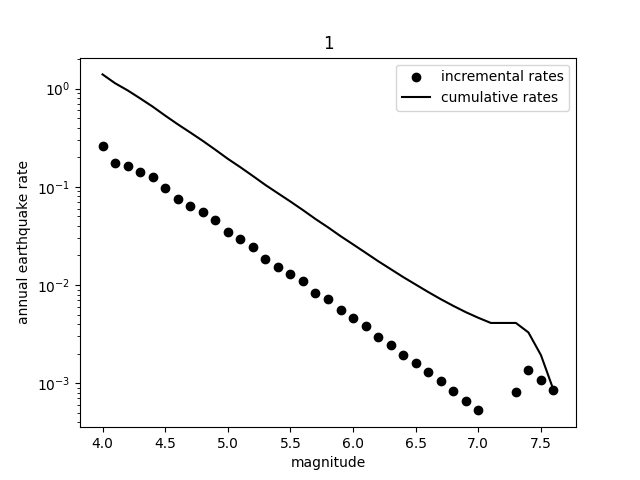 1
incremental rates
cumulative rates
annual earthquake rate
10⁰
10⁻¹
10⁻²
10⁻³
4.0 4.5 5.0 5.5 6.0 6.5 7.0 7.5
magnitude